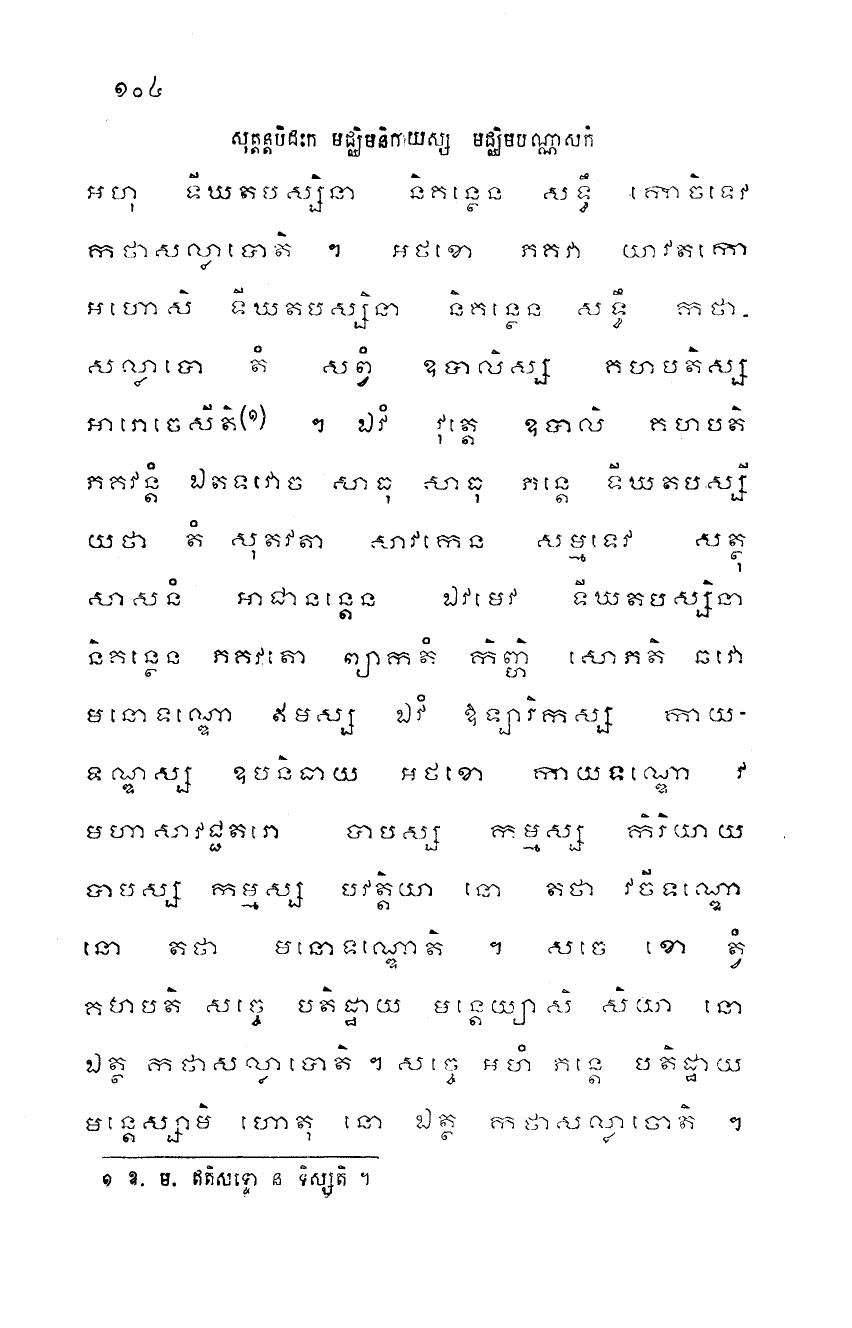 ១០៤
សុត្តន្តបិដកេ មជ្ឈិមនិកាយស្ស មជ្ឈិមបណ្ណាសកំ
អហុ ទីឃតបស្សិនា និគន្ថេន សទ្ធឹ កោចិទេវ
កថាសល្លាបោតិ ។ អថខោ ភគវា យាវតកោ
អហោសិ ទីឃតបស្សិនា និគន្ថេន សទ្ធឹ កថា-
សល្លាបោ តំ សព្វំ ឧបាលិស្ស គហបតិស្ស
អារោចេសីតិ(១) ។ ឯវំ វុត្តេ ឧបាលិ គហបតិ
ភគវន្តំ ឯតទវោច សាធុ សាធុ ភន្តេ ទីឃតបស្សី
យថា តំ សុតវតា សាវកេន សម្មទេវ សត្ថុ
សាសនំ អាជានន្តេន ឯវមេវ ទីឃតបស្សិនា
និគន្ថេន ភគវតោ ព្យាកតំ កិញ្ហិ សោភតិ ឆវោ
មនោទណ្ឌោ ឥមស្ស ឯវំ ឱឡារិកស្ស កាយ-
ទណ្ឌស្ស ឧបនិធាយ អថខោ កាយទណ្ឌោ វ
មហាសាវជ្ជតរោ បាបស្ស កម្មស្ស កិរិយាយ
បាបស្ស កម្មស្ស បវត្តិយា នោ តថា វចីទណ្ឌោ
នោ តថា មនោទណ្ឌោតិ ។ សចេ ខោ ត្វំ
គហបតិ សច្ចេ បតិដ្ឋាយ មន្តេយ្យាសិ សិយា នោ
ឯត្ថ កថាសល្លាបោតិ ។ សច្ចេ អហំ ភន្តេ បតិដ្ឋាយ
មន្តេស្សាមិ ហោតុ នោ ឯត្ថ កថាសល្លាបោតិ ។
១ ឱ. ម. ឥតិសទ្ទោ ន ទិស្សតិ ។